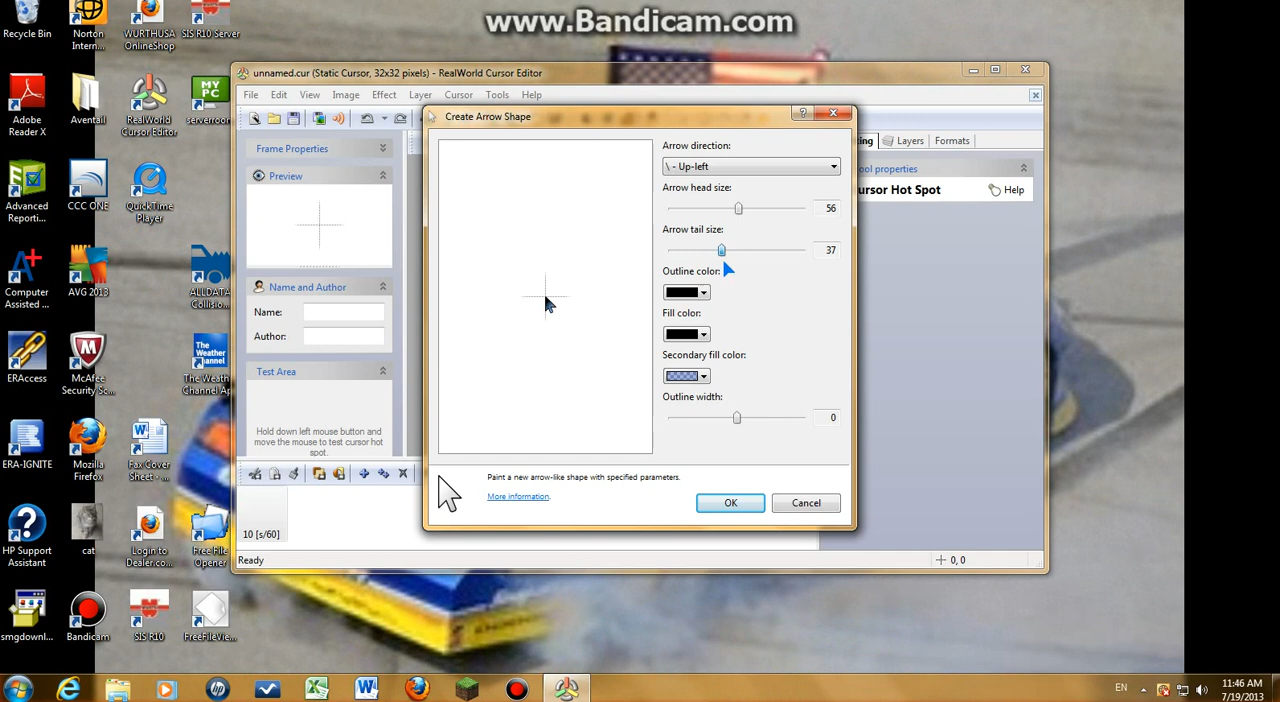 www.Bandicam.com
Recycle Bin
Norton Intern...
WURTHUSA OnlineShop
SIS R10 Server
Adobe Reader X
Aventail
RealWorld Cursor Editor
MY PC
serverroom
Advanced Reporti...
CCC ONE
QuickTime Player
Computer Assisted ...
AVG 2013
ALLDATA Collisio...
ERAccess
McAfee Security Sc...
The Weather Channel
The Weath Channel Ap
ERA-IGNITE
Mozilla Firefox
Fax Cover Sheet - ...
HP Support Assistant
cat
Login to Dealer.co...
Free File Opener
smgdownl...
Bandicam
SIS R10
FreeFileVie...
unnamed.cur (Static Cursor, 32x32 pixels) - RealWorld Cursor Editor
File Edit View Image Effect Layer Cursor Tools Help
Frame Properties
Preview
Name and Author
Name:
Author:
Test Area
Hold down left mouse button and
move the mouse to test cursor hot
spot.
10 [s/60]
Ready
0, 0
ing Layers Formats
ool properties
ursor Hot Spot
Help
Create Arrow Shape
Arrow direction:
\ - Up-left
Arrow head size:
56
Arrow tail size:
37
Outline color:
Fill color:
Secondary fill color:
Outline width:
0
Paint a new arrow-like shape with specified parameters.
More information.
OK Cancel
EN
11:46 AM
7/19/2013